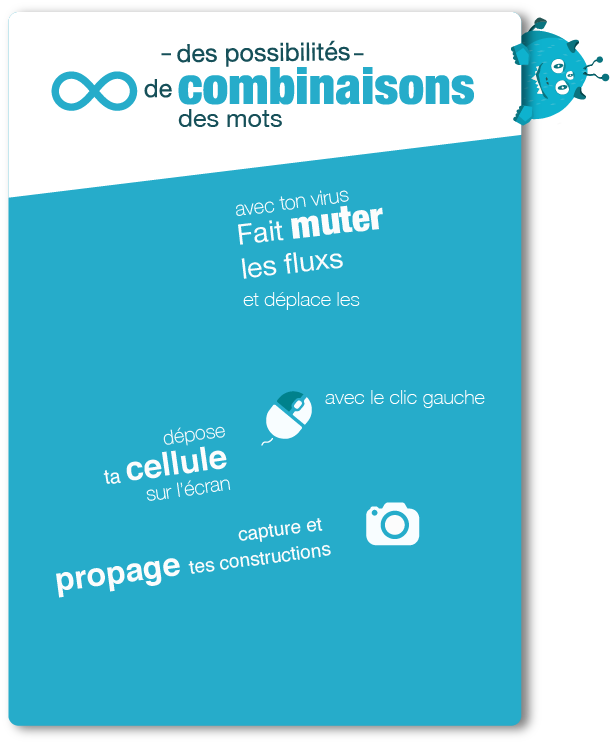 – des possibilités –
∞ de combinaisons
des mots
avec ton virus
Fait muter
les fluxs
et déplace les
avec le clic gauche
dépose
ta cellule
sur l'écran
capture et
propage tes constructions